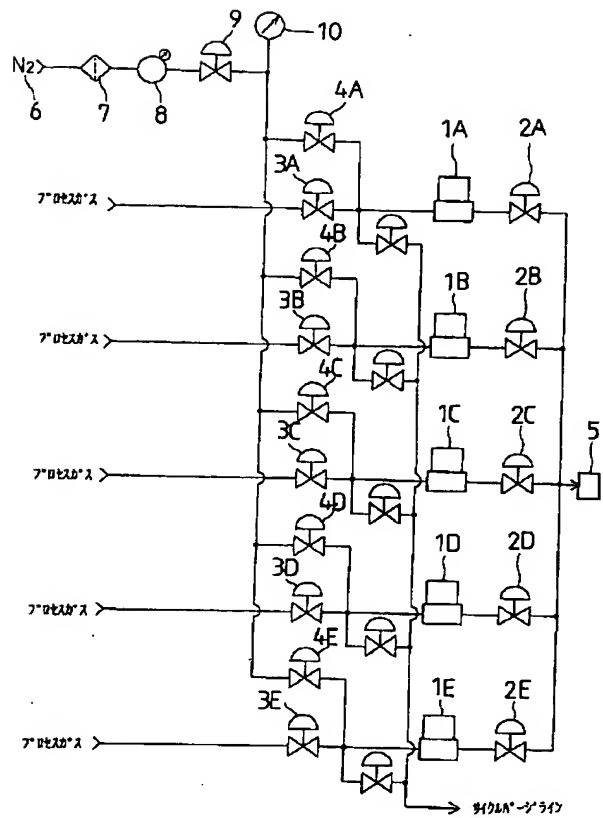 9
10
N2
6
7
8
4A
1A
2A
3A
プロセスガス
4B
1B
2B
3B
プロセスガス
4C
1C
2C
5
3C
プロセスガス
4D
1D
2D
3D
プロセスガス
4E
1E
2E
3E
プロセスガス
サイクルパージライン